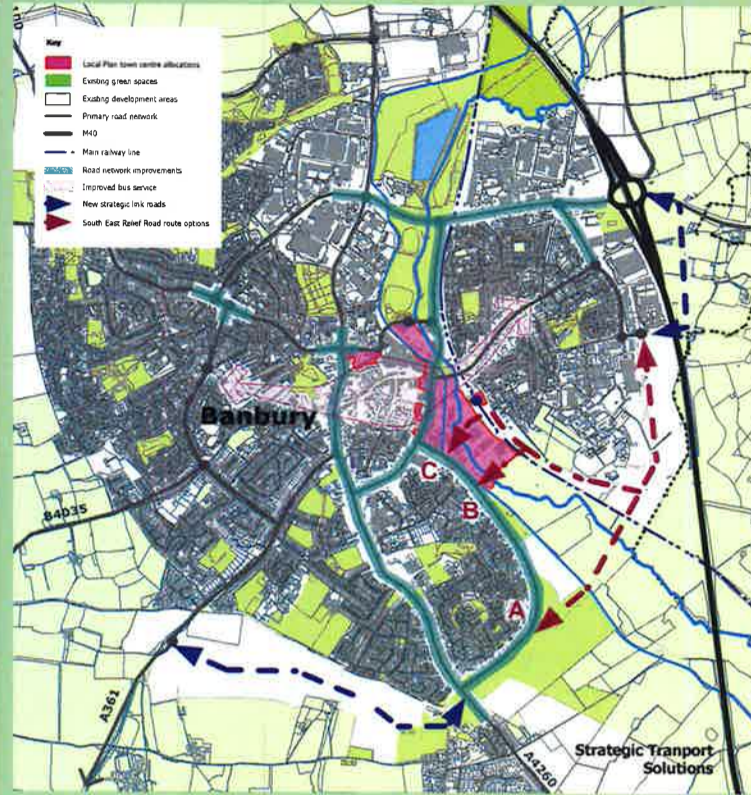 Key
Local Plan town centre allocations
Existing green spaces
Existing development areas
Primary road network
M40
Main railway line
Road network improvements
Improved bus service
New strategic link roads
South East Relief Road route options
Banbury
C
B
B4035
A
A361
A4260
Strategic Tranport
Solutions